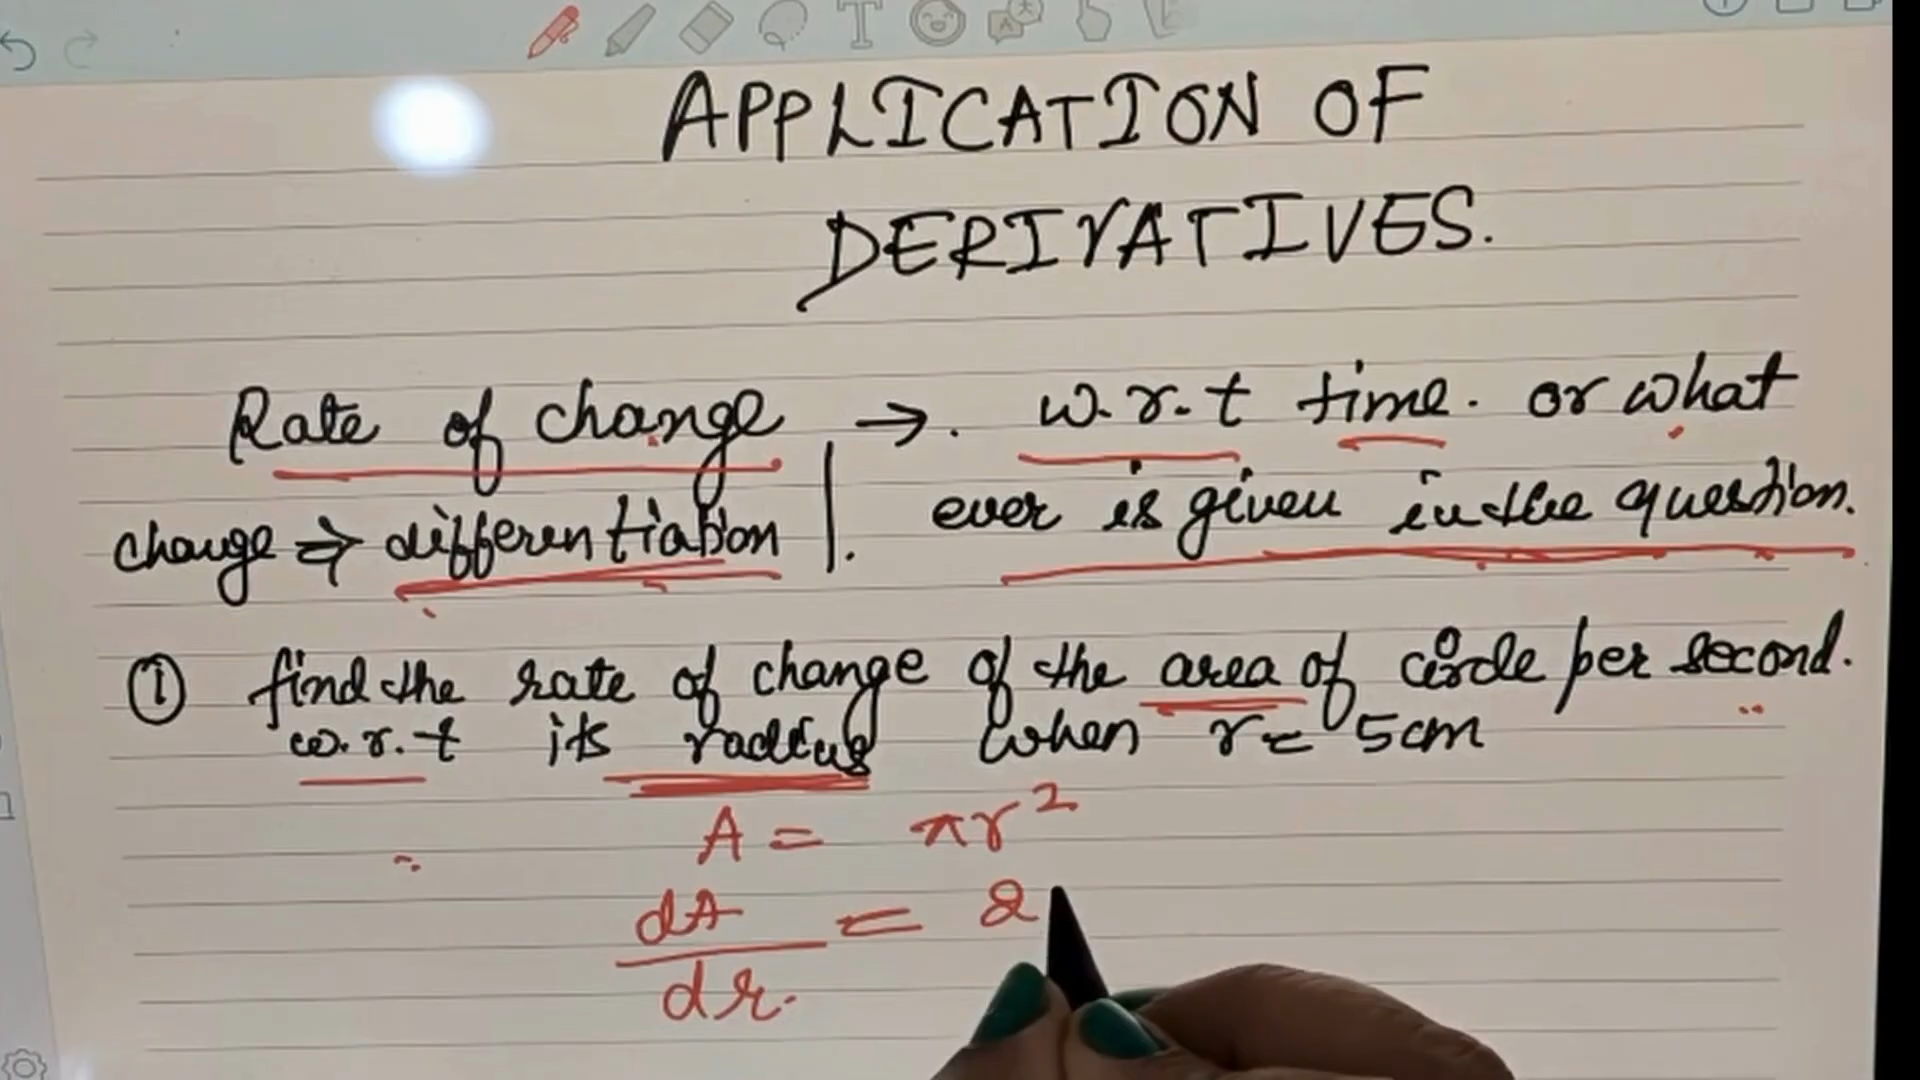 APPLICATION OF
DERIVATIVES.
Rate of change → . w.r.t time. or what
change ⇒ differentiation | . ever is given in the question.
① find the rate of change of the area of circle per second.
w.r.t its radius when r = 5cm
A = πr²
dA = 2
dr.